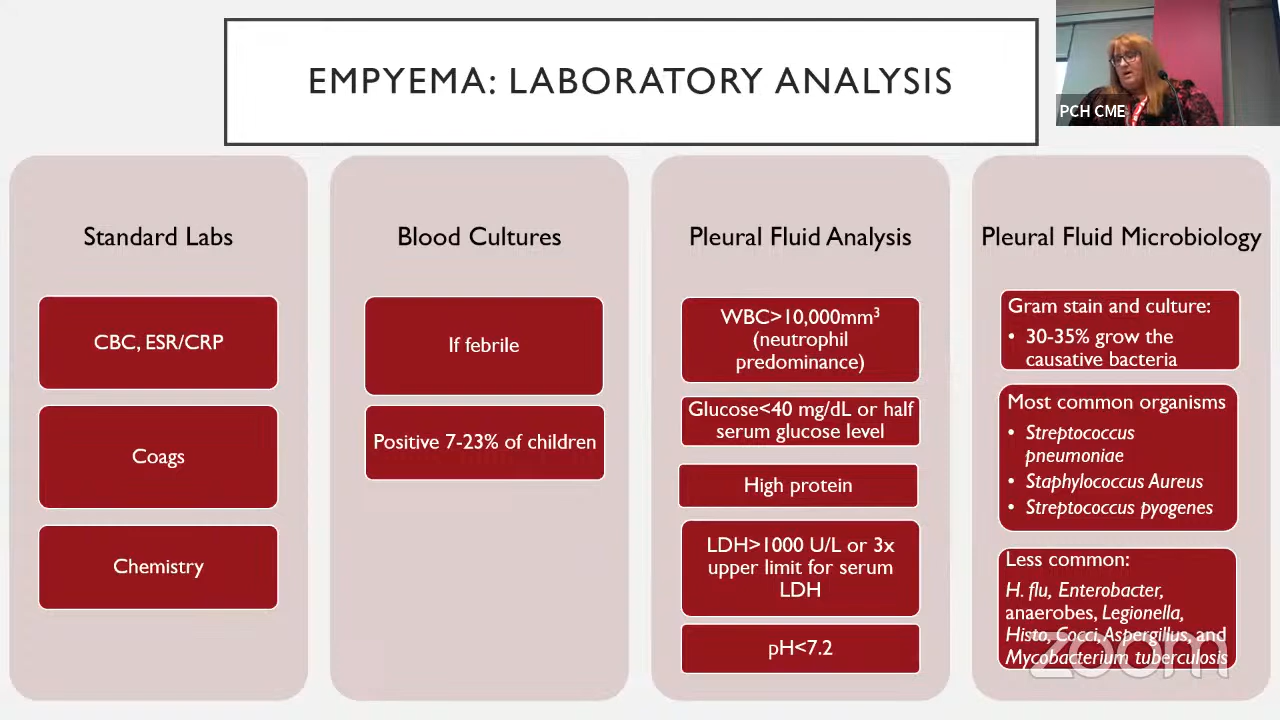 EMPYEMA: LABORATORY ANALYSIS
PCH CME
Standard Labs
CBC, ESR/CRP
Coags
Chemistry
Blood Cultures
If febrile
Positive 7-23% of children
Pleural Fluid Analysis
WBC>10,000mm³
(neutrophil
predominance)
Glucose<40 mg/dL or half
serum glucose level
High protein
LDH>1000 U/L or 3x
upper limit for serum
LDH
pH<7.2
Pleural Fluid Microbiology
Gram stain and culture:
• 30-35% grow the
causative bacteria
Most common organisms
• Streptococcus
pneumoniae
• Staphylococcus Aureus
• Streptococcus pyogenes
Less common:
H. flu, Enterobacter,
anaerobes, Legionella,
Histo, Cocci, Aspergillus, and
Mycobacterium tuberculosis
zoom